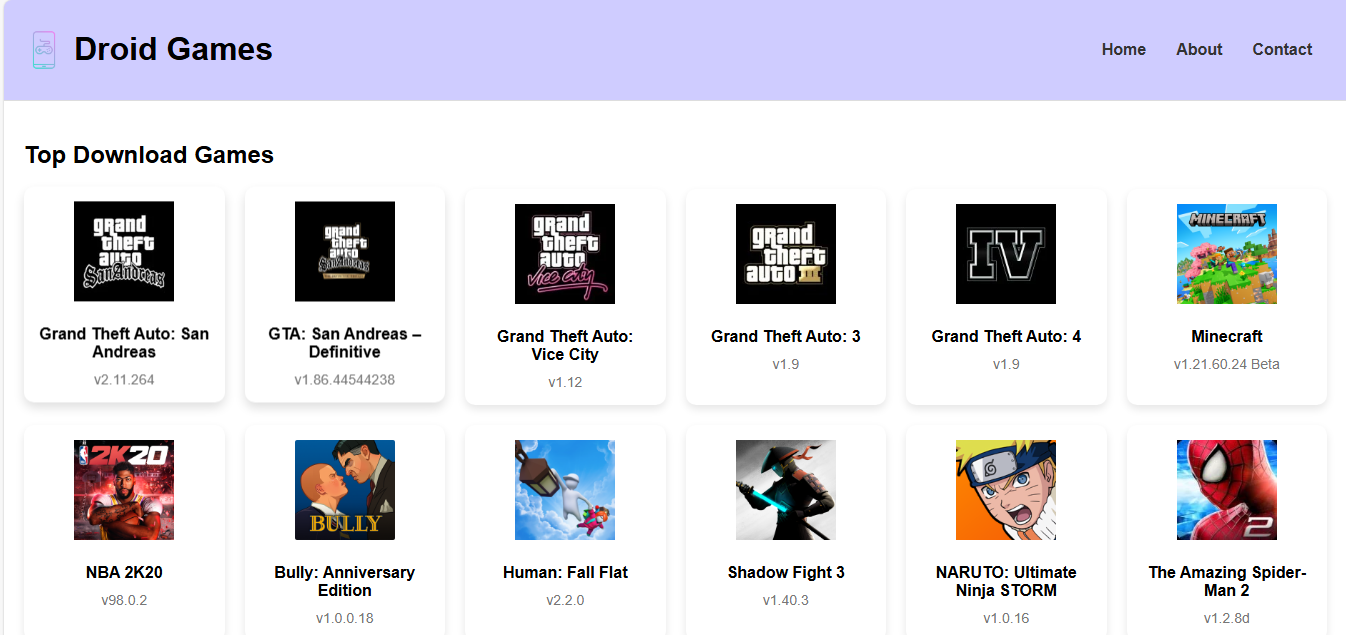 Droid Games
Home About Contact
Top Download Games
grand theft auto San Andreas
grand theft auto San Andreas
grand theft auto Vice City
grand theft auto III
IV
MINECRAFT
Grand Theft Auto: San
Andreas
v2.11.264
GTA: San Andreas –
Definitive
v1.86.44544238
Grand Theft Auto:
Vice City
v1.12
Grand Theft Auto: 3
v1.9
Grand Theft Auto: 4
v1.9
Minecraft
v1.21.60.24 Beta
2K20
BULLY
2
NBA 2K20
v98.0.2
Bully: Anniversary
Edition
v1.0.0.18
Human: Fall Flat
v2.2.0
Shadow Fight 3
v1.40.3
NARUTO: Ultimate
Ninja STORM
v1.0.16
The Amazing Spider-
Man 2
v1.2.8d